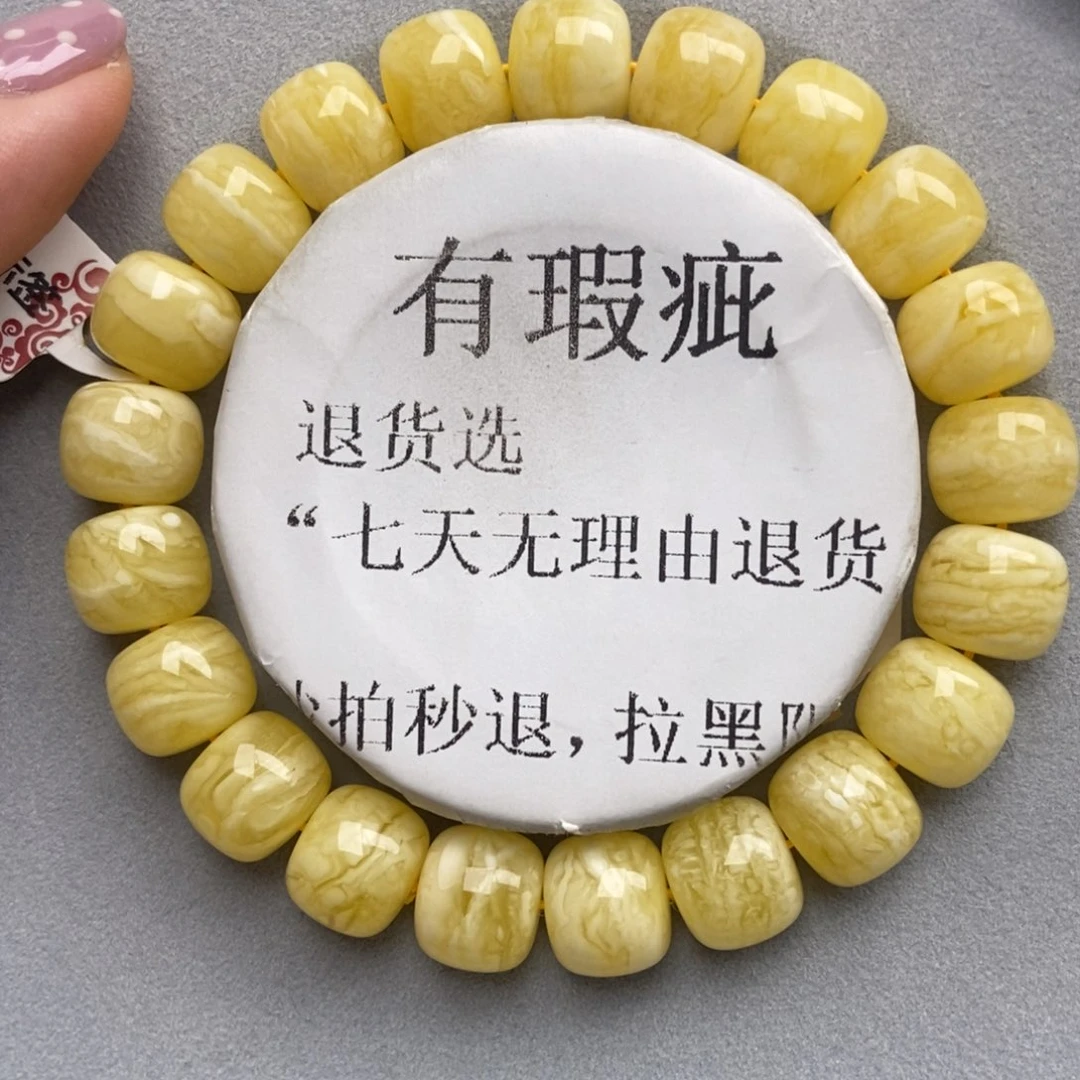 有瑕疵
退货选
“七天无理由退货
拍秒退，拉黑